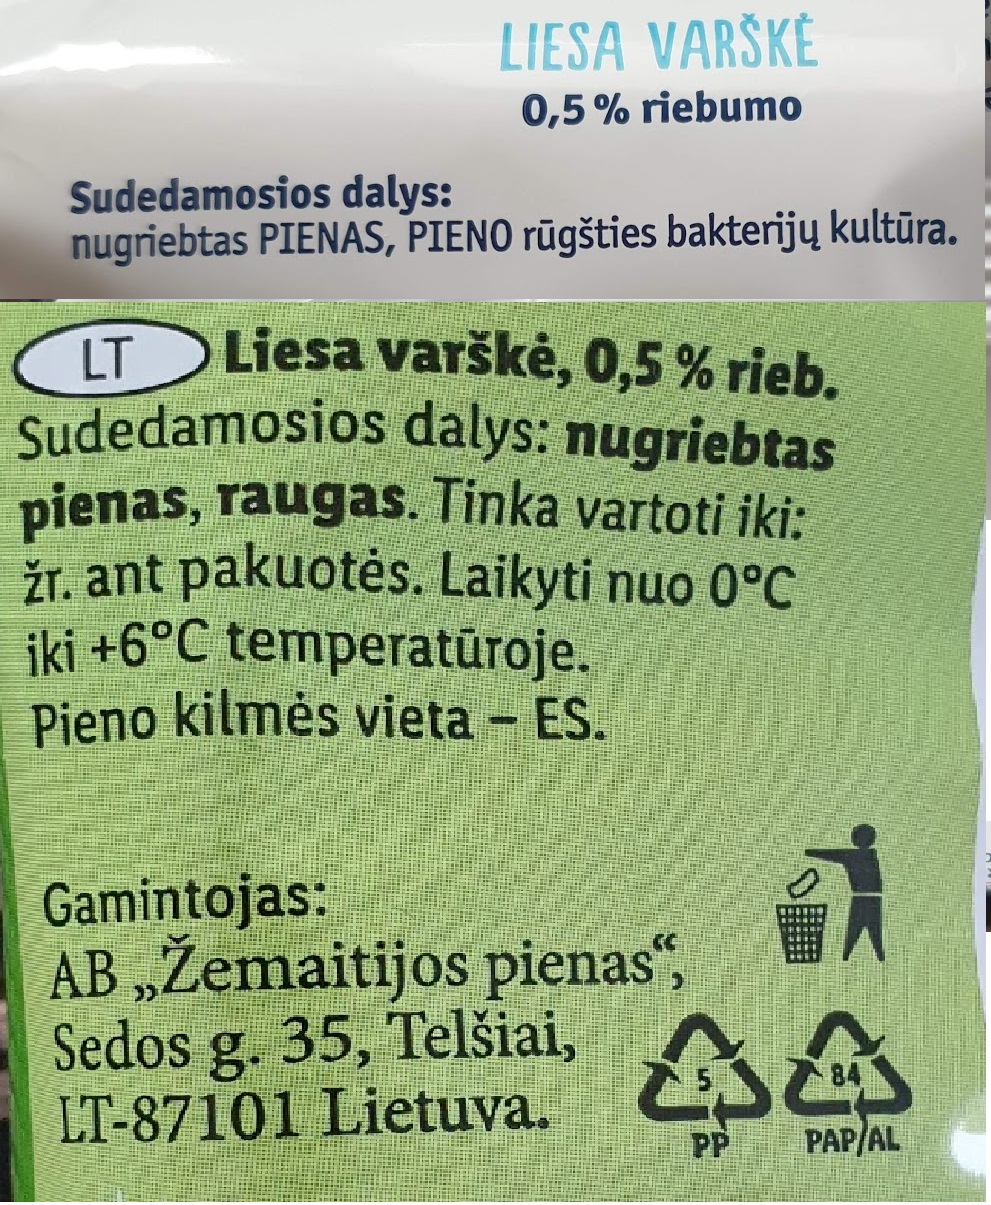 LIESA VARŠKĖ
0,5 % riebumo
Sudedamosios dalys:
nugriebtas PIENAS, PIENO rūgšties bakterijų kultūra.
LT Liesa varškė, 0,5 % rieb.
Sudedamosios dalys: nugriebtas
pienas, raugas. Tinka vartoti iki:
žr. ant pakuotės. Laikyti nuo 0°C
iki +6°C temperatūroje.
Pieno kilmės vieta – ES.
Gamintojas:
AB „Žemaitijos pienas“,
Sedos g. 35, Telšiai,
LT-87101 Lietuva.
5 84
PP PAP/AL